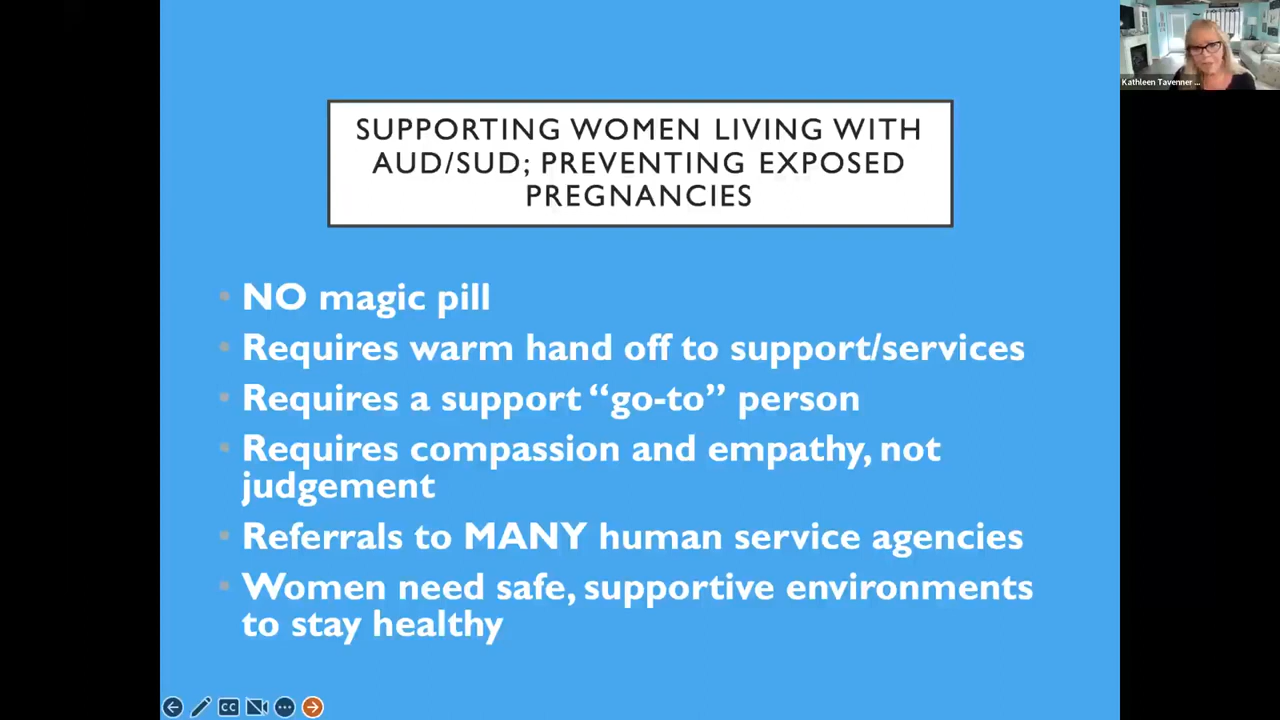 SUPPORTING WOMEN LIVING WITH
AUD/SUD; PREVENTING EXPOSED
PREGNANCIES
• NO magic pill
• Requires warm hand off to support/services
• Requires a support “go-to” person
• Requires compassion and empathy, not
judgement
• Referrals to MANY human service agencies
• Women need safe, supportive environments
to stay healthy
Kathleen Tavenner ...
CC